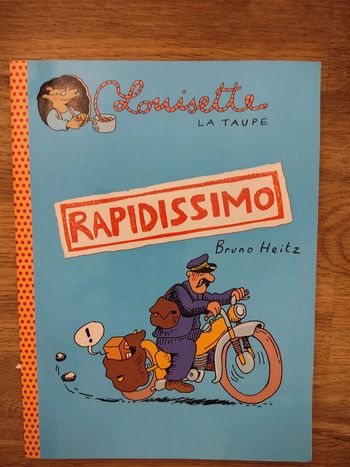 Louisette
LA TAUPE
RAPIDISSIMO
Bruno Heitz
!